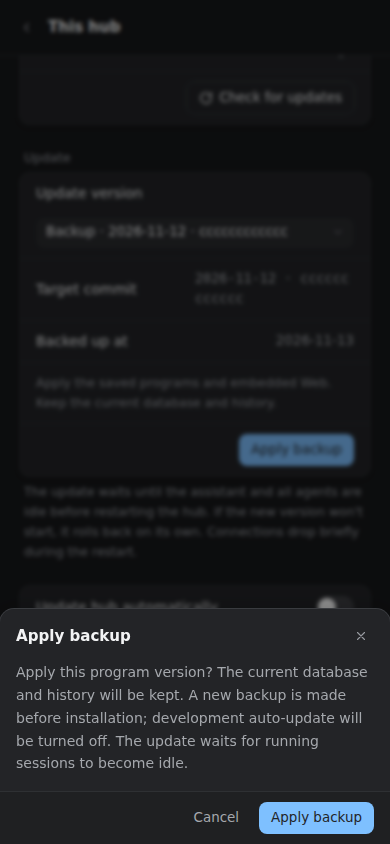 This hub
Check for updates
Update
Update version
Backup · 2026-11-12 · cccccccccccc
Target commit
2026-11-12 · cccccc
cccccc
Backed up at
2026-11-13
Apply the saved programs and embedded Web.
Keep the current database and history.
Apply backup
The update waits until the assistant and all agents are
idle before restarting the hub. If the new version won't
start, it rolls back on its own. Connections drop briefly
during the restart.
Update hub automatically
Apply backup
Apply this program version? The current database
and history will be kept. A new backup is made
before installation; development auto-update will
be turned off. The update waits for running
sessions to become idle.
Cancel
Apply backup